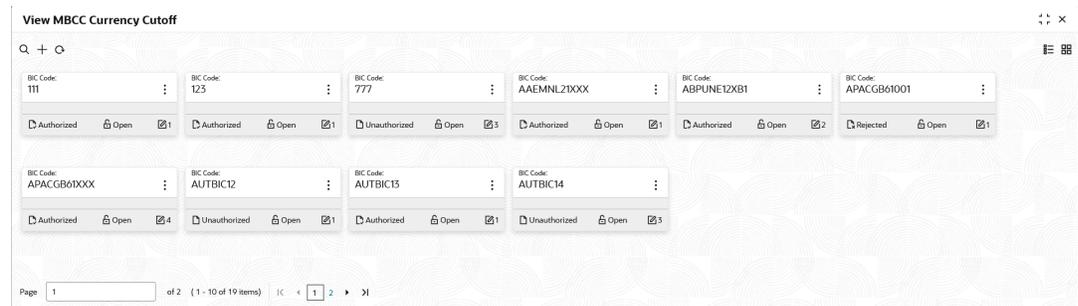 View MBCC Currency Cutoff
BIC Code: BIC Code: BIC Code: BIC Code: BIC Code: BIC Code:
111 123 777 AAEMNL21XXX ABPUNE12XB1 APACGB61001
Authorized Open 1 Authorized Open 1 Unauthorized Open 3 Authorized Open 1 Authorized Open 2 Rejected Open 1
BIC Code: BIC Code: BIC Code: BIC Code:
APACGB61XXX AUTBIC12 AUTBIC13 AUTBIC14
Authorized Open 4 Unauthorized Open 1 Authorized Open 1 Unauthorized Open 3
Page 1 of 2 (1 - 10 of 19 items) 1 2